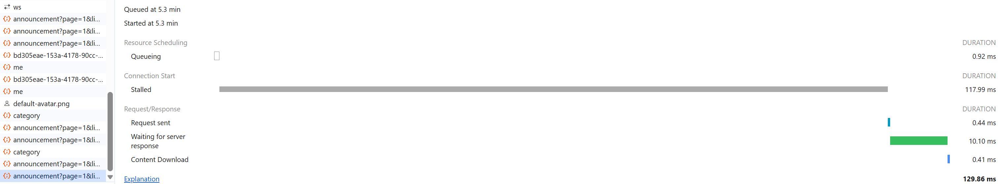 ws
announcement?page=1&li...
announcement?page=1&li...
announcement?page=1&li...
bd305eae-153a-4178-90cc-...
me
bd305eae-153a-4178-90cc-...
me
default-avatar.png
category
announcement?page=1&li...
announcement?page=1&li...
category
announcement?page=1&li...
announcement?page=1&li...
Queued at 5.3 min
Started at 5.3 min
Resource Scheduling DURATION
Queueing 0.92 ms
Connection Start DURATION
Stalled 117.99 ms
Request/Response DURATION
Request sent 0.44 ms
Waiting for server
response 10.10 ms
Content Download 0.41 ms
Explanation 129.86 ms